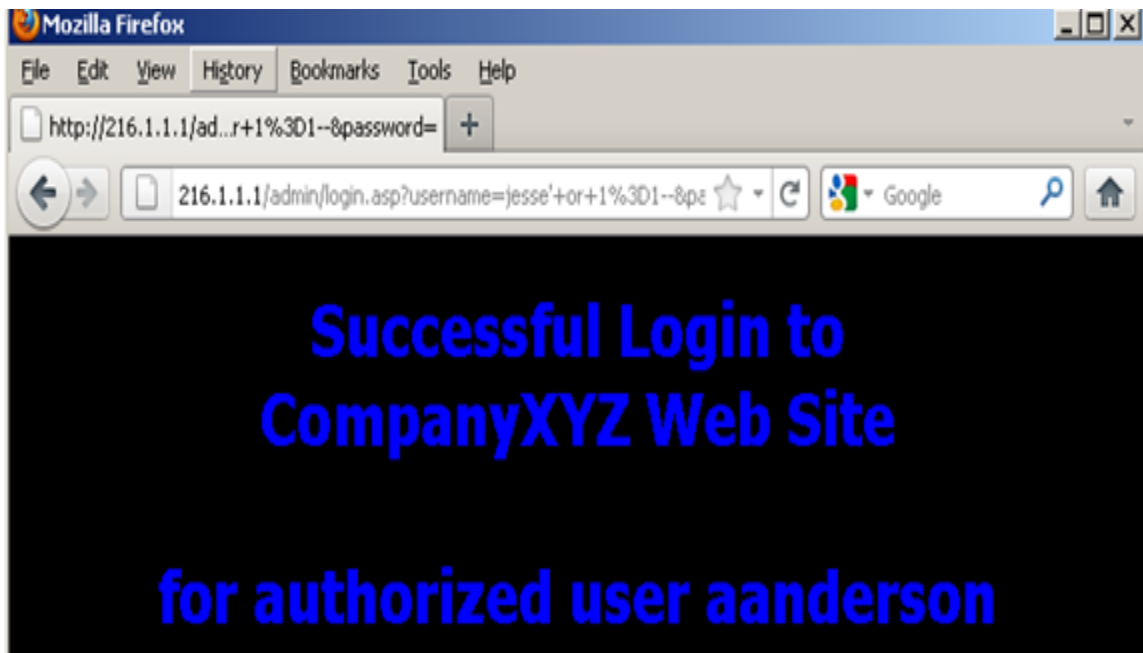 Mozilla Firefox
File Edit View History Bookmarks Tools Help
http://216.1.1.1/ad...r+1%3D1--&password= +
216.1.1.1/admin/login.asp?username=jesse'+or+1%3D1--&pa Google
Successful Login to
CompanyXYZ Web Site
for authorized user aanderson